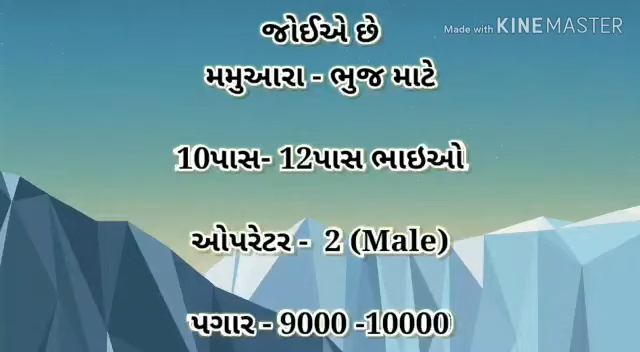 જોઈએ છે
Made with KINEMASTER
મમુઆરા - ભુજ માટે
10પાસ- 12પાસ ભાઇઓ
ઓપરેટર - 2 (Male)
પગાર - 9000 -10000